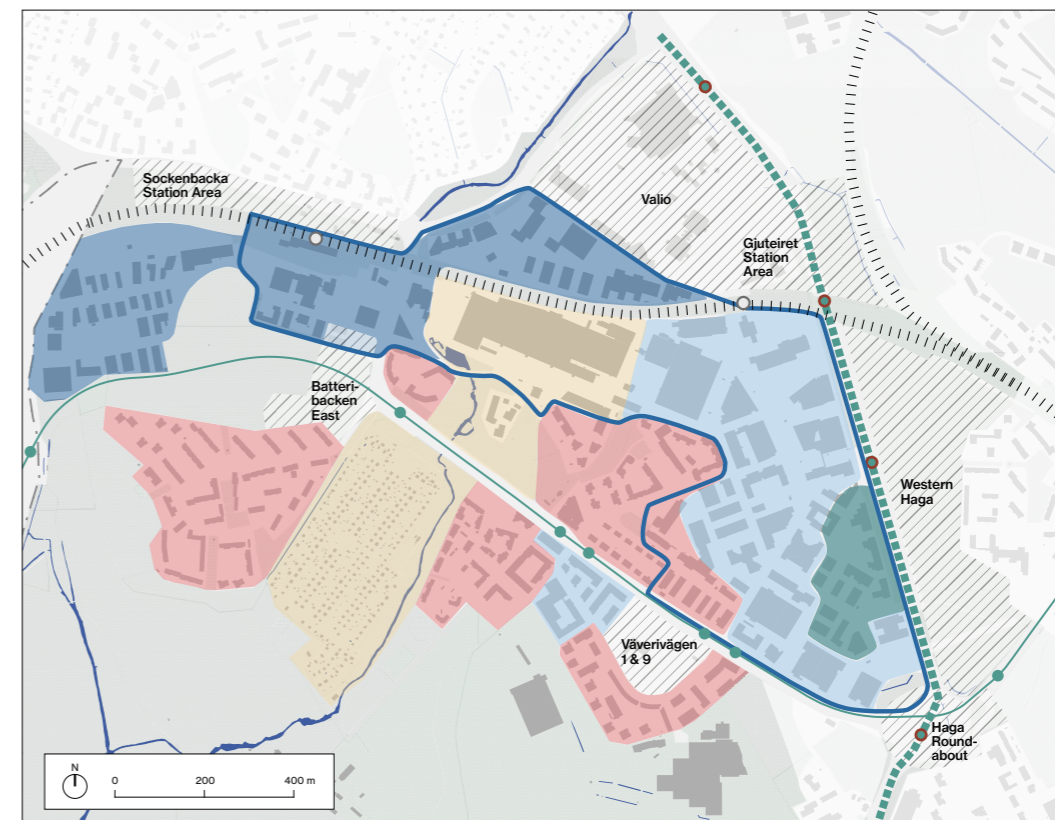 Sockenbacka
Station Area
Valio
Gjuteiret
Station
Area
Batteri-
backen
East
Western
Haga
Väverivägen
1 & 9
Haga
Round-
about
N
0
200
400 m